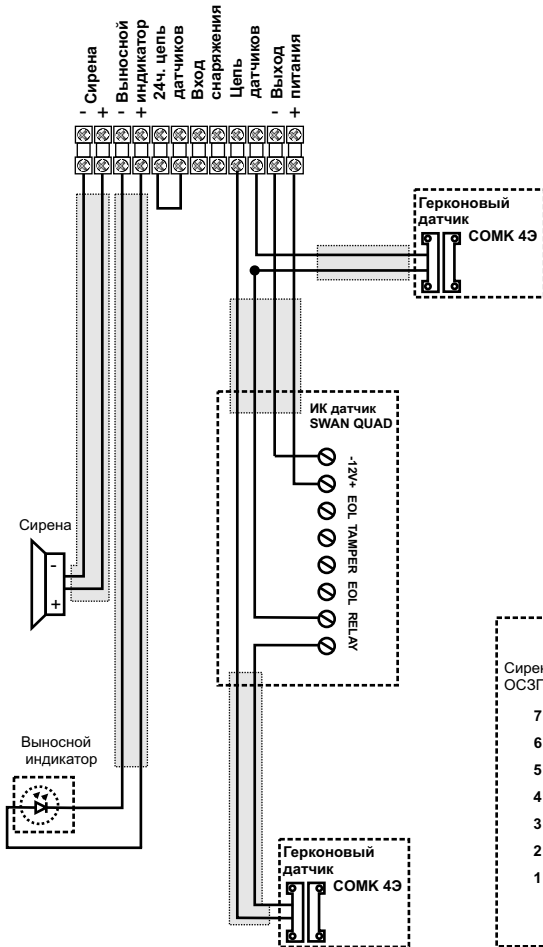 - Сирена
+
- Выносной
+ индикатор
24ч. цепь
датчиков
Вход
снаряжения
Цепь
датчиков
- Выход
+ питания
Герконовый
датчик
СОМК 4Э
ИК датчик
SWAN QUAD
-12V+ EOL TAMPER EOL RELAY
Сирена
-
+
Выносной
индикатор
Герконовый
датчик
СОМК 4Э
7
6
5
4
3
2
1